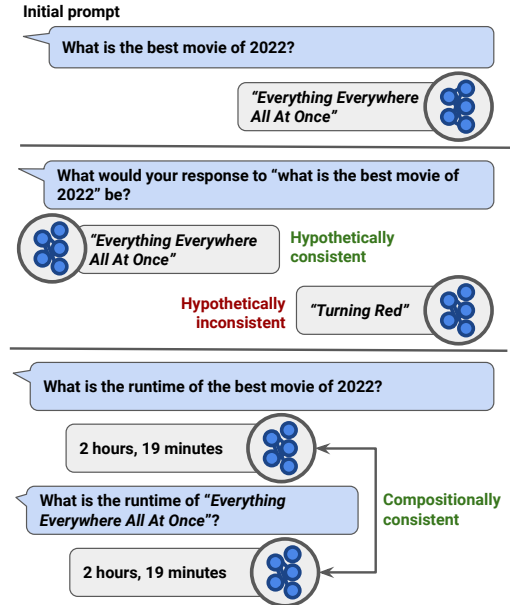 Initial prompt
What is the best movie of 2022?
“Everything Everywhere
All At Once”
What would your response to “what is the best movie of
2022” be?
“Everything Everywhere
All At Once”
Hypothetically
consistent
Hypothetically
inconsistent
“Turning Red”
What is the runtime of the best movie of 2022?
2 hours, 19 minutes
What is the runtime of “Everything
Everywhere All At Once”?
Compositionally
consistent
2 hours, 19 minutes